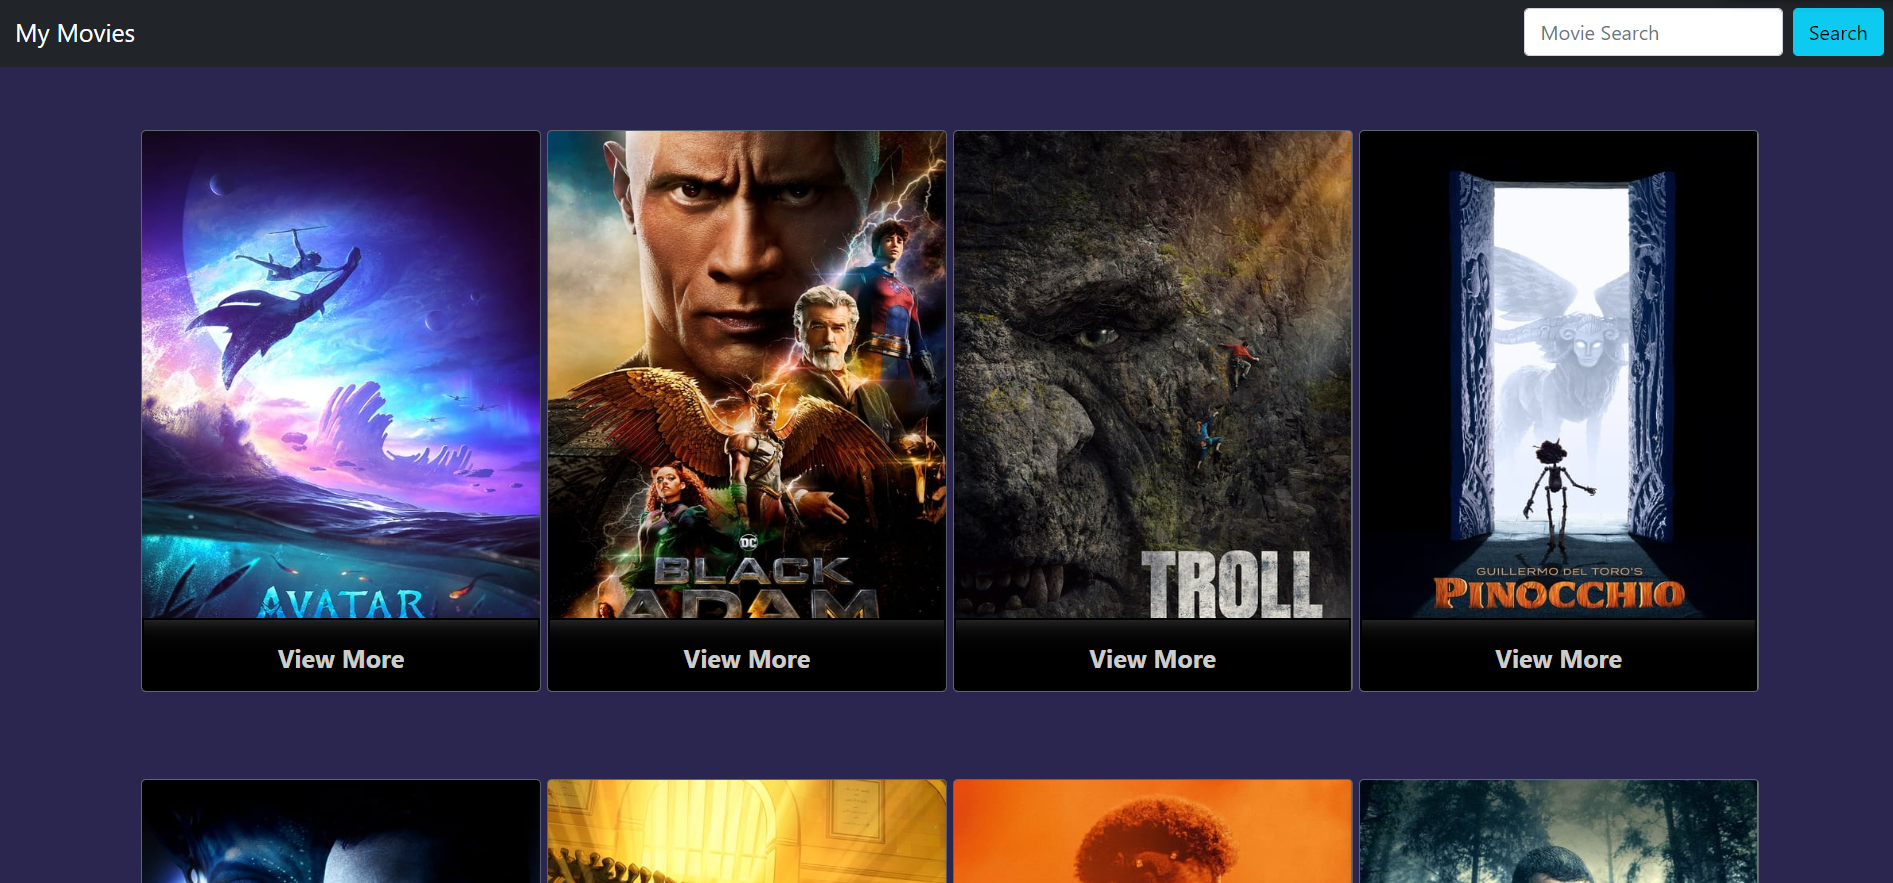 My Movies
Movie Search
Search
AVATAR
DC
BLACK
ADAM
TROLL
GUILLERMO DEL TORO'S
PINOCCHIO
View More
View More
View More
View More